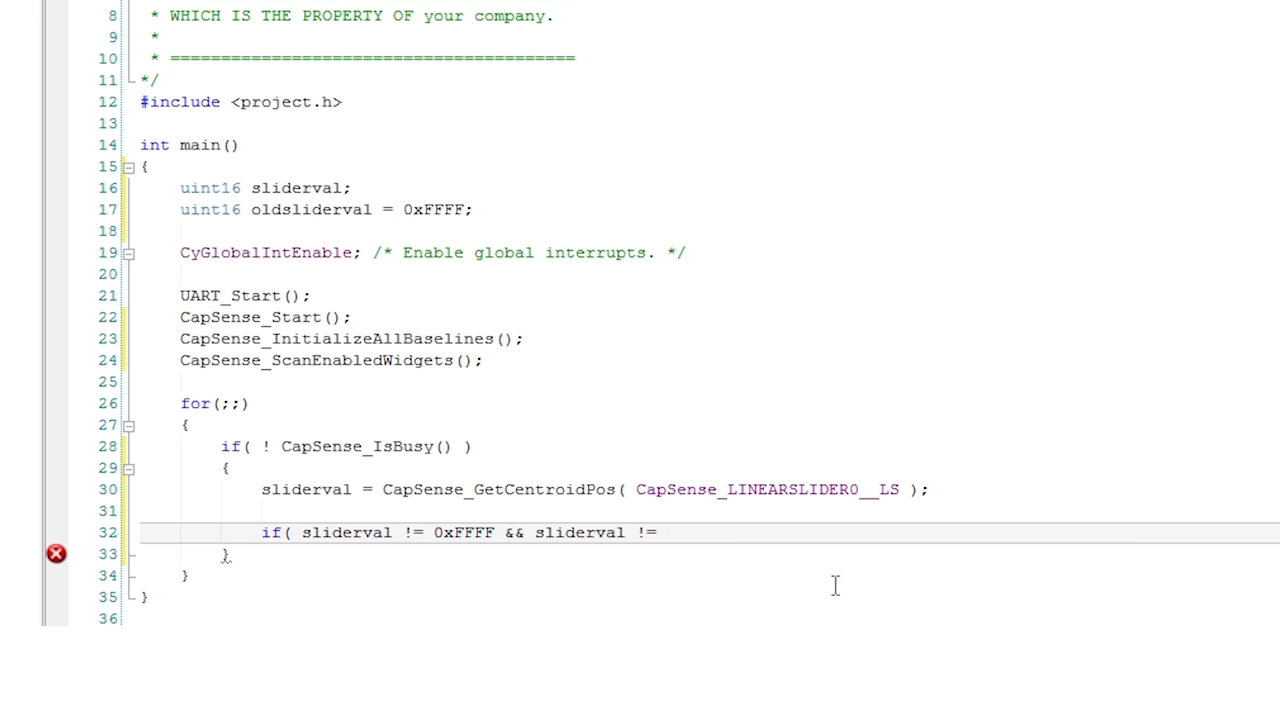 8 * WHICH IS THE PROPERTY OF your company.
9 *
10 * ========================================
11 */
12 #include <project.h>
13
14 int main()
15 {
16 uint16 sliderval;
17 uint16 oldsliderval = 0xFFFF;
18
19 CyGlobalIntEnable; /* Enable global interrupts. */
20
21 UART_Start();
22 CapSense_Start();
23 CapSense_InitializeAllBaselines();
24 CapSense_ScanEnabledWidgets();
25
26 for(;;)
27 {
28 if( ! CapSense_IsBusy() )
29 {
30 sliderval = CapSense_GetCentroidPos( CapSense_LINEARSLIDER0__LS );
31
32 if( sliderval != 0xFFFF && sliderval !=
33 }
34 }
35 }
36